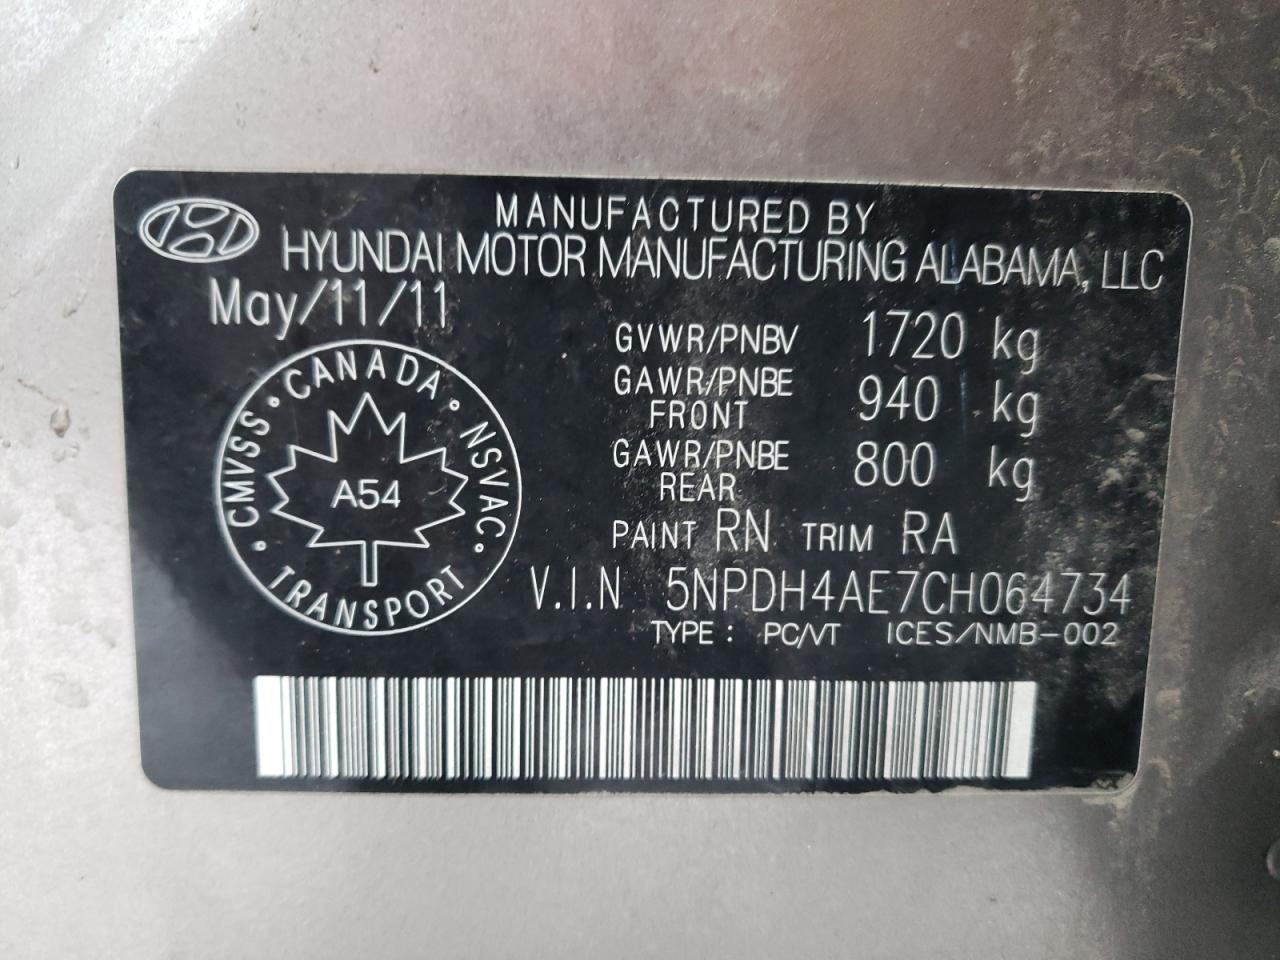 MANUFACTURED BY
HYUNDAI MOTOR MANUFACTURING ALABAMA, LLC
May/11/11
GVWR/PNBV 1720 kg
GAWR/PNBE FRONT 940 kg
GAWR/PNBE REAR 800 kg
PAINT RN TRIM RA
V.I.N 5NPDH4AE7CH064734
TYPE : PC/VT ICES/NMB-002
• CMVSS • CANADA • NSVAC •
TRANSPORT
A54